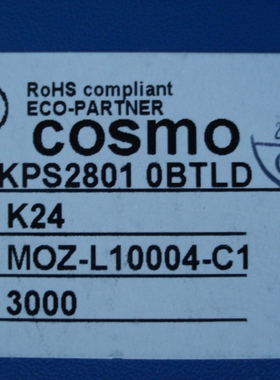 RoHS compliant
ECO-PARTNER
cosmo
KPS2801 0BTLD
K24
MOZ-L10004-C1
3000